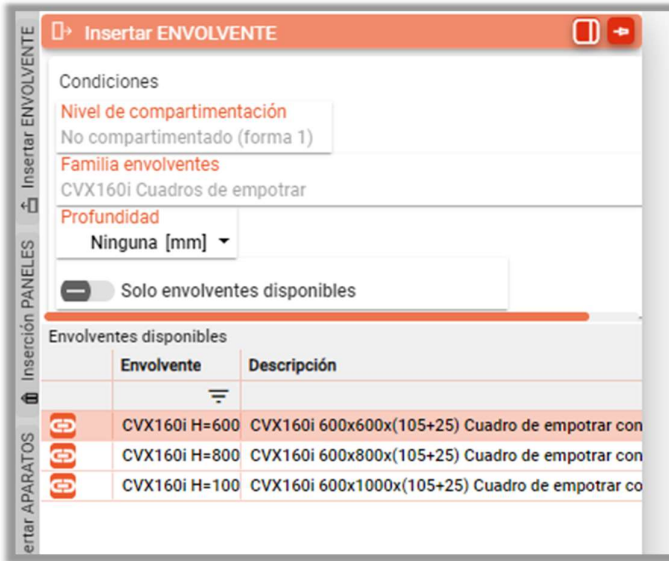 Insertar ENVOLVENTE
Insertar ENVOLVENTE
Condiciones
Nivel de compartimentación
No compartimentado (forma 1)
Familia envolventes
CVX160i Cuadros de empotrar
Profundidad
Ninguna [mm]
Solo envolventes disponibles
Inserción PANELES
Envolventes disponibles
Envolvente Descripción
CVX160i H=600 CVX160i 600x600x(105+25) Cuadro de empotrar con
CVX160i H=800 CVX160i 600x800x(105+25) Cuadro de empotrar con
CVX160i H=100 CVX160i 600x1000x(105+25) Cuadro de empotrar co
ertar APARATOS